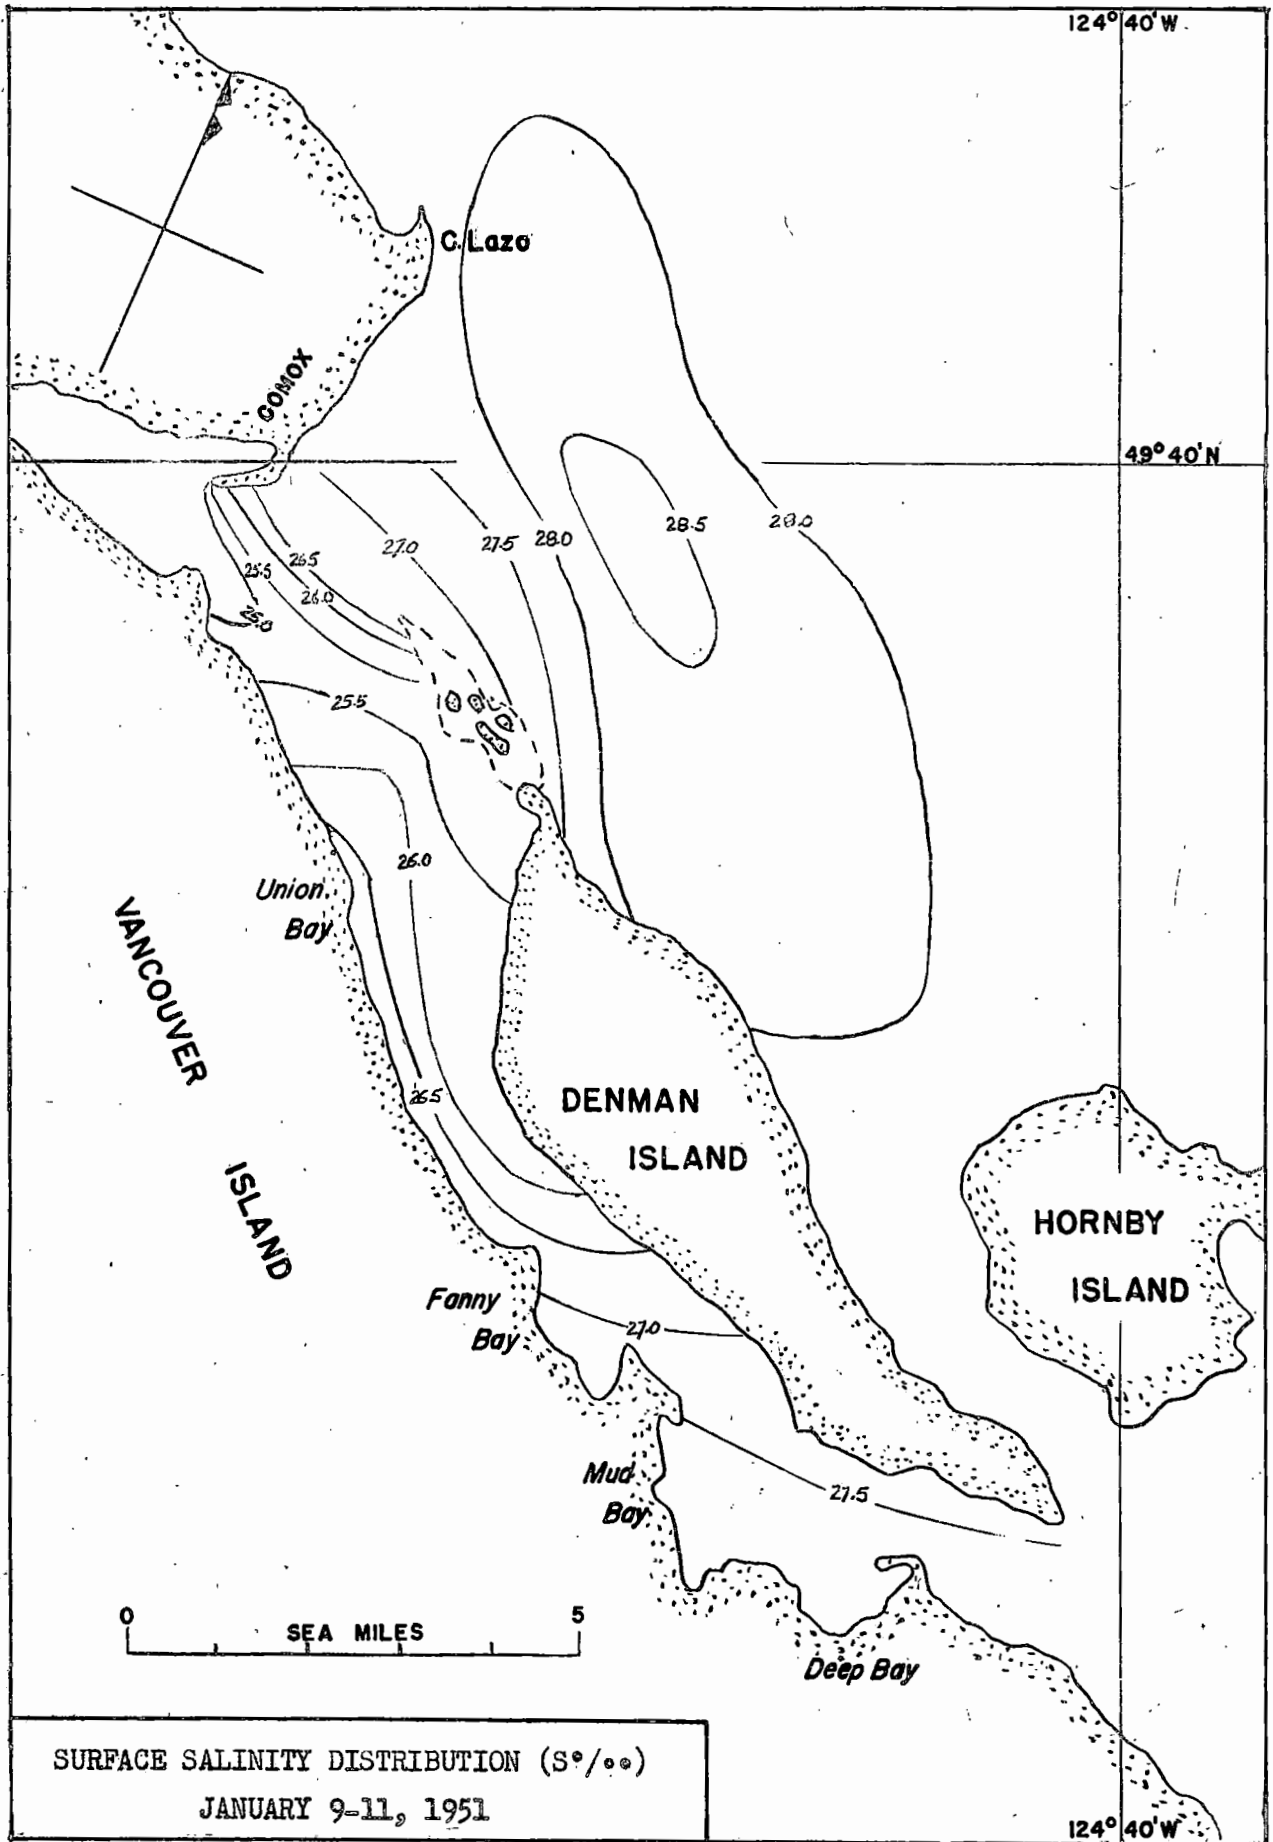 124°40'W.
C. Lazo
COMOX
49°40'N
28.5
28.0
27.0
27.5
28.0
26.5
25.5
26.0
25.0
25.5
26.0
Union
Bay
VANCOUVER
ISLAND
26.5
DENMAN
ISLAND
HORNBY
ISLAND
Fanny
Bay
27.0
Mud
Bay
27.5
0 5
SEA MILES
Deep Bay
SURFACE SALINITY DISTRIBUTION (S°/oo)
JANUARY 9-11, 1951
124°40'W